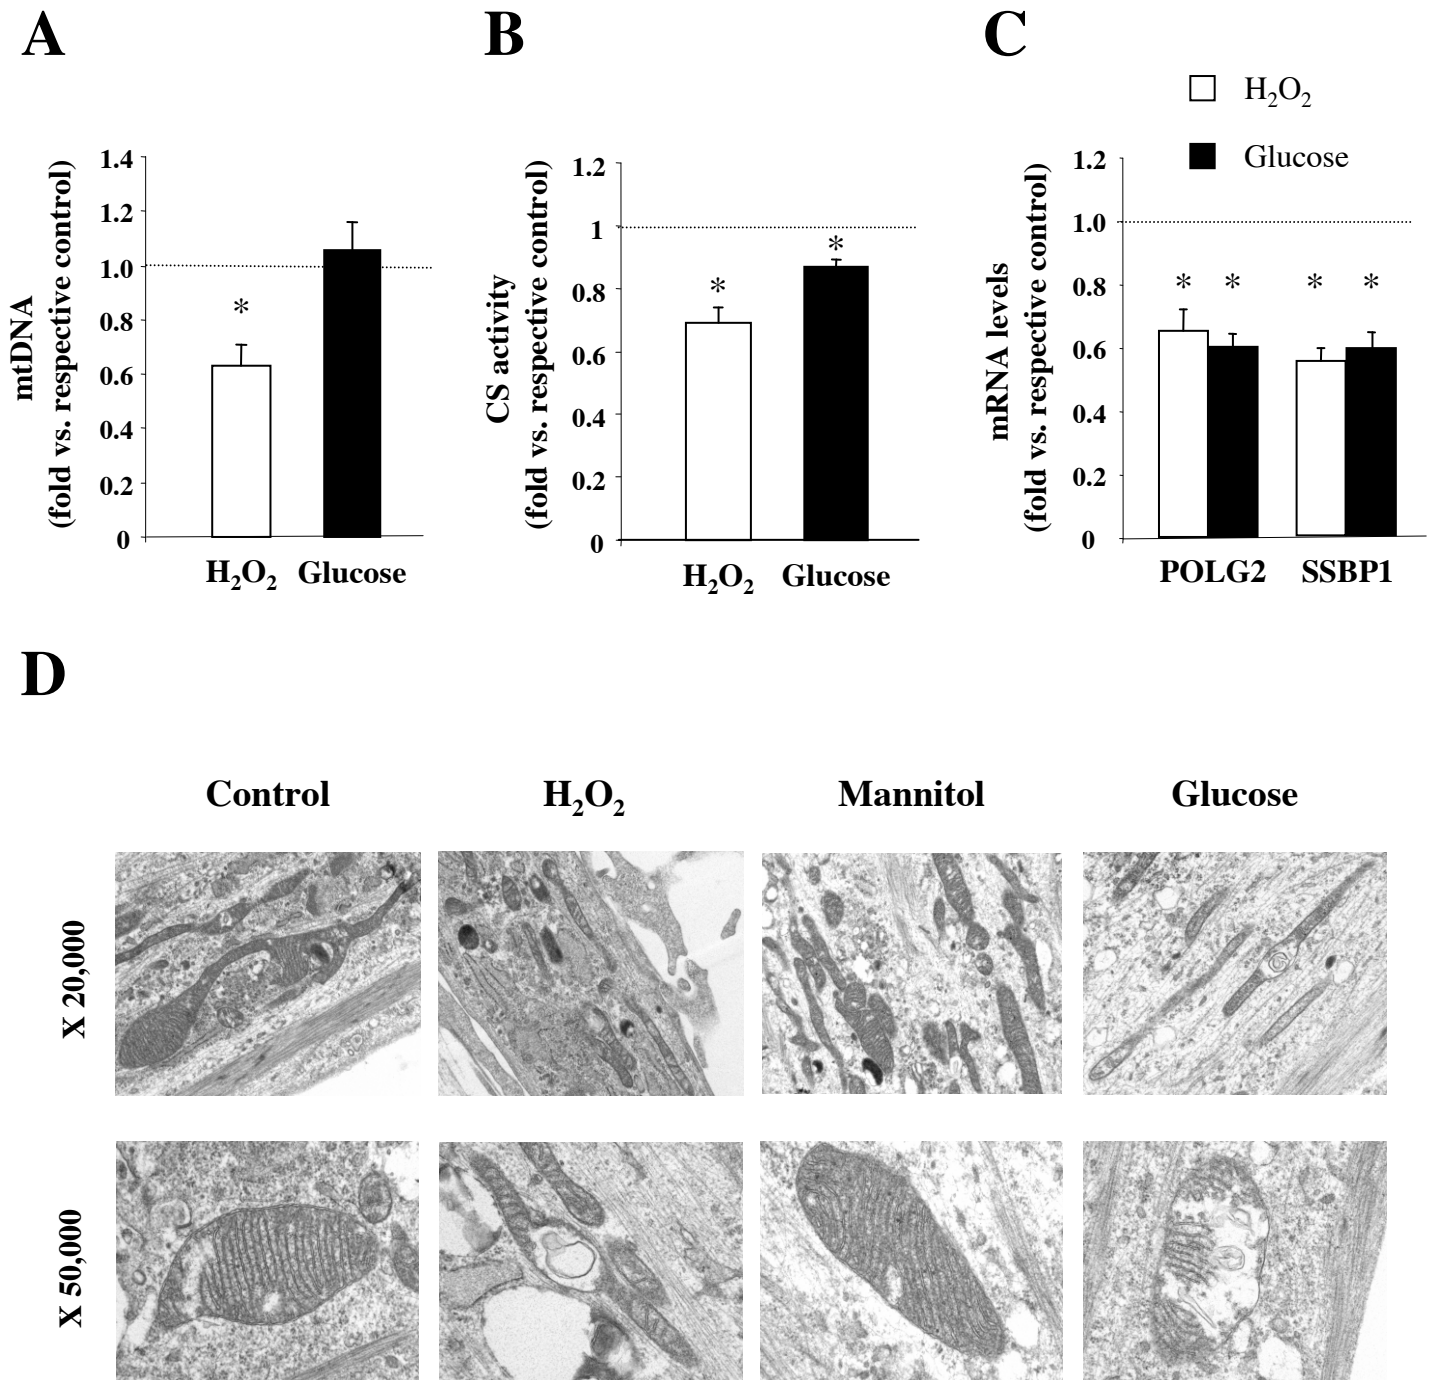 A
B
C
H₂O₂
Glucose
mtDNA
(fold vs. respective control)
1.4
1.2
1.0
0.8
0.6
0.4
0.2
0
*
H₂O₂ Glucose
CS activity
(fold vs. respective control)
1.2
1
0.8
0.6
0.4
0.2
0
*
*
H₂O₂ Glucose
mRNA levels
(fold vs. respective control)
1.2
1.0
0.8
0.6
0.4
0.2
0
* * * *
POLG2 SSBP1
D
Control H₂O₂ Mannitol Glucose
X 20,000
X 50,000